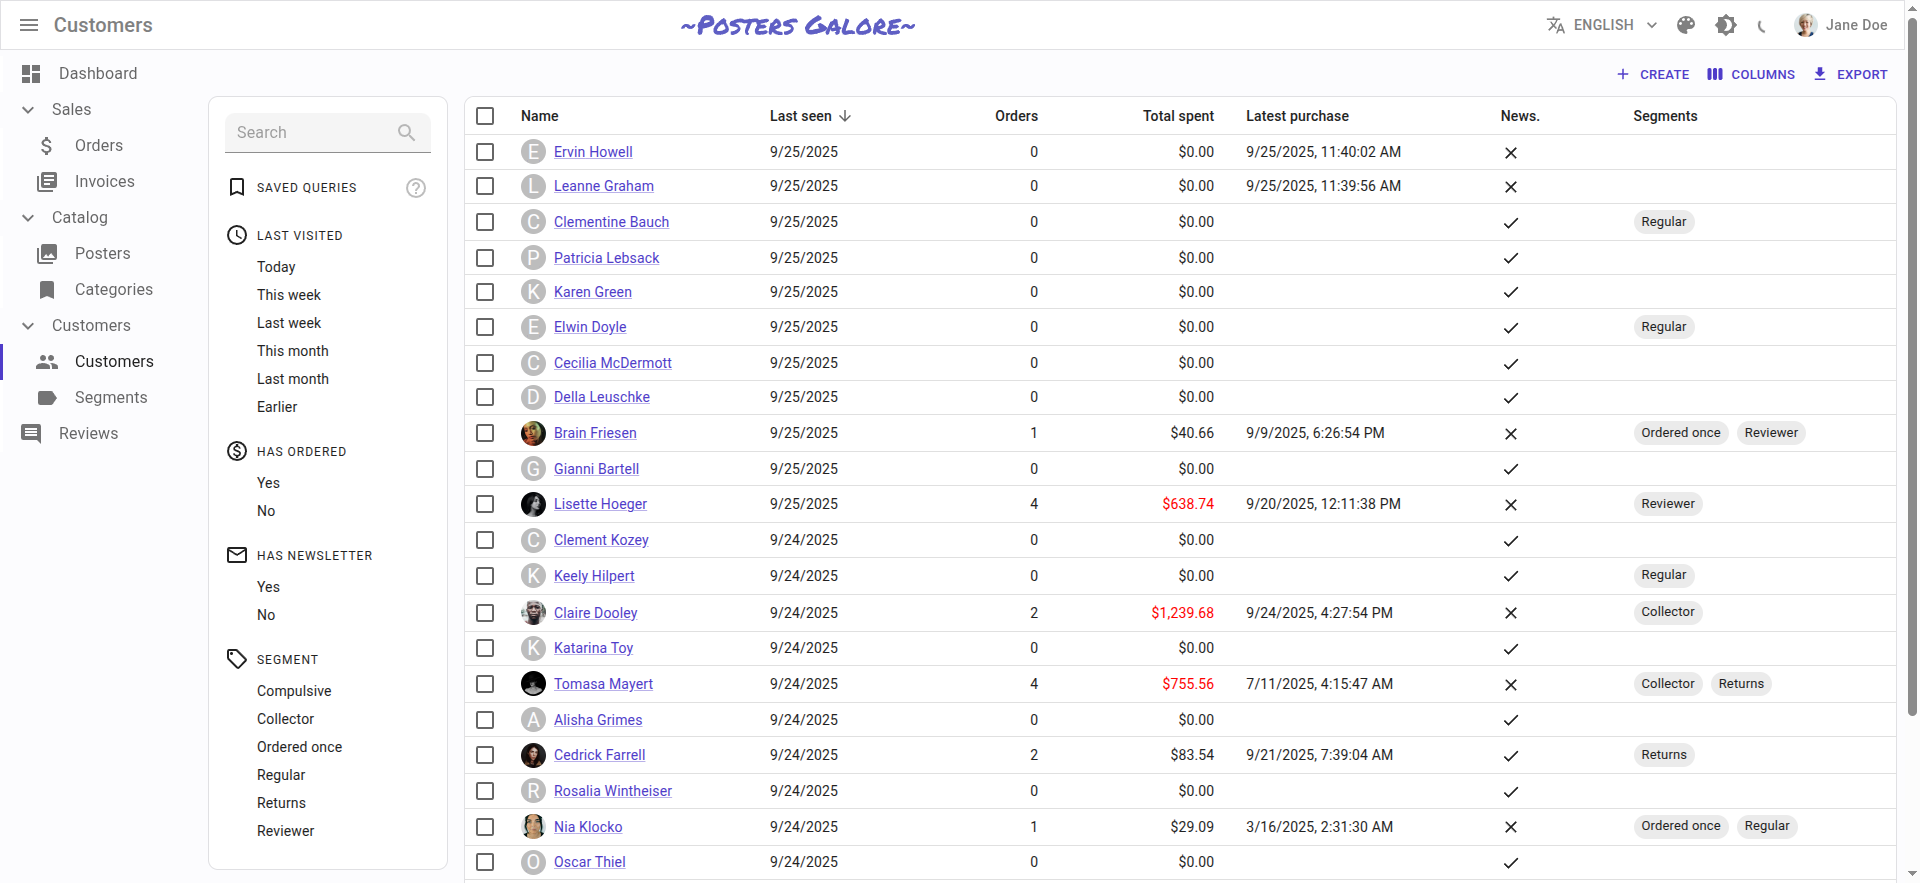 Customers
~Posters Galore~
ENGLISH
Jane Doe
Dashboard
Sales
Orders
Invoices
Catalog
Posters
Categories
Customers
Customers
Segments
Reviews
CREATE
COLUMNS
EXPORT
Search
SAVED QUERIES
LAST VISITED
Today
This week
Last week
This month
Last month
Earlier
HAS ORDERED
Yes
No
HAS NEWSLETTER
Yes
No
SEGMENT
Compulsive
Collector
Ordered once
Regular
Returns
Reviewer
Name Last seen Orders Total spent Latest purchase News. Segments
E Ervin Howell 9/25/2025 0 $0.00 9/25/2025, 11:40:02 AM
L Leanne Graham 9/25/2025 0 $0.00 9/25/2025, 11:39:56 AM
C Clementine Bauch 9/25/2025 0 $0.00 Regular
P Patricia Lebsack 9/25/2025 0 $0.00
K Karen Green 9/25/2025 0 $0.00
E Elwin Doyle 9/25/2025 0 $0.00 Regular
C Cecilia McDermott 9/25/2025 0 $0.00
D Della Leuschke 9/25/2025 0 $0.00
Brain Friesen 9/25/2025 1 $40.66 9/9/2025, 6:26:54 PM Ordered once Reviewer
G Gianni Bartell 9/25/2025 0 $0.00
Lisette Hoeger 9/25/2025 4 $638.74 9/20/2025, 12:11:38 PM Reviewer
C Clement Kozey 9/24/2025 0 $0.00
K Keely Hilpert 9/24/2025 0 $0.00 Regular
Claire Dooley 9/24/2025 2 $1,239.68 9/24/2025, 4:27:54 PM Collector
K Katarina Toy 9/24/2025 0 $0.00
Tomasa Mayert 9/24/2025 4 $755.56 7/11/2025, 4:15:47 AM Collector Returns
A Alisha Grimes 9/24/2025 0 $0.00
Cedrick Farrell 9/24/2025 2 $83.54 9/21/2025, 7:39:04 AM Returns
R Rosalia Wintheiser 9/24/2025 0 $0.00
Nia Klocko 9/24/2025 1 $29.09 3/16/2025, 2:31:30 AM Ordered once Regular
O Oscar Thiel 9/24/2025 0 $0.00